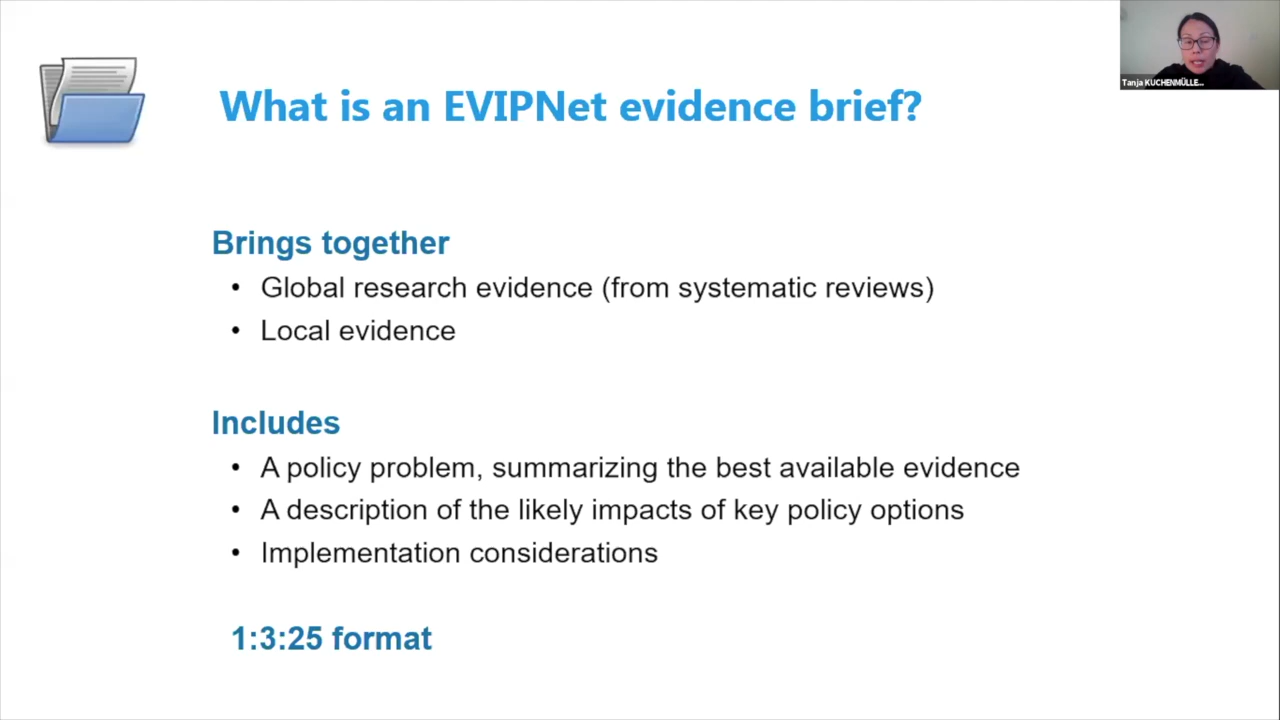 What is an EVIPNet evidence brief?
Tanja KUCHENMÜLLE...
Brings together
• Global research evidence (from systematic reviews)
• Local evidence
Includes
• A policy problem, summarizing the best available evidence
• A description of the likely impacts of key policy options
• Implementation considerations
1:3:25 format